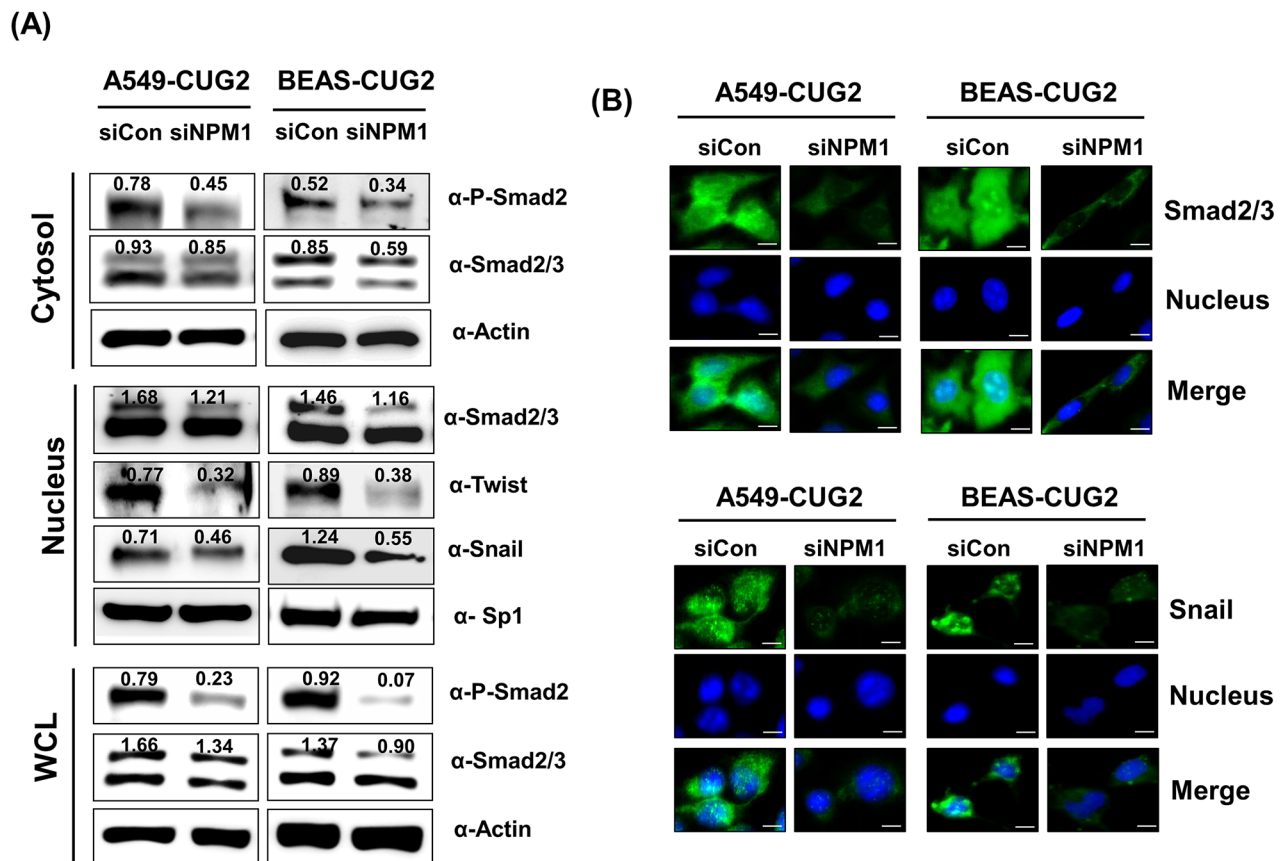 (A)
A549-CUG2 BEAS-CUG2
siCon siNPM1 siCon siNPM1
Cytosol
0.78 0.45 0.52 0.34 α-P-Smad2
0.93 0.85 0.85 0.59 α-Smad2/3
α-Actin
Nucleus
1.68 1.21 1.46 1.16 α-Smad2/3
0.77 0.32 0.89 0.38 α-Twist
0.71 0.46 1.24 0.55 α-Snail
α- Sp1
WCL
0.79 0.23 0.92 0.07 α-P-Smad2
1.66 1.34 1.37 0.90 α-Smad2/3
α-Actin
(B)
A549-CUG2 BEAS-CUG2
siCon siNPM1 siCon siNPM1
Smad2/3
Nucleus
Merge
A549-CUG2 BEAS-CUG2
siCon siNPM1 siCon siNPM1
Snail
Nucleus
Merge